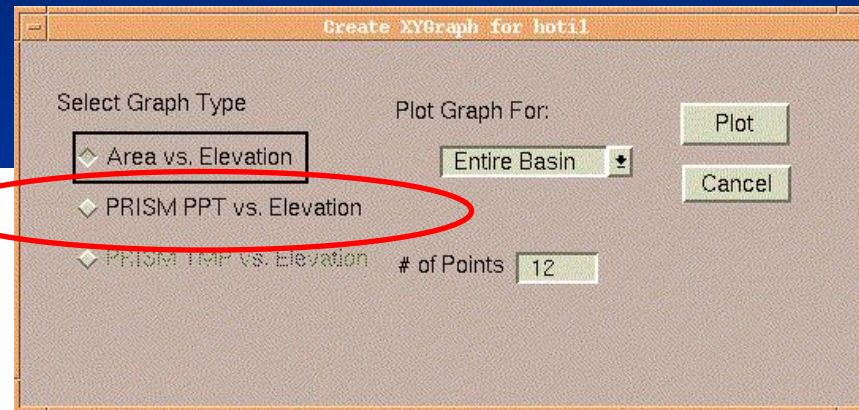 Create XYGraph for hotil
Select Graph Type
Area vs. Elevation
PRISM PPT vs. Elevation
PRISM TMP vs. Elevation
Plot Graph For:
Entire Basin
# of Points 12
Plot
Cancel